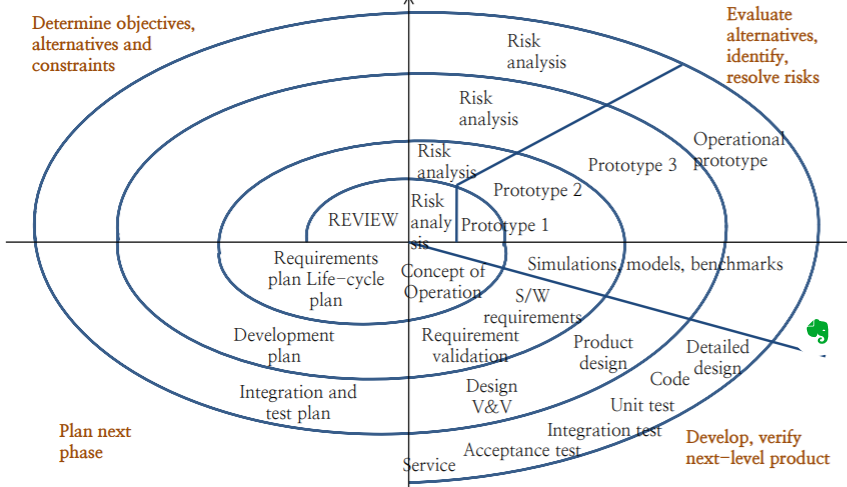 Determine objectives,
alternatives and
constraints
Evaluate
alternatives,
identify,
resolve risks
Risk
analysis
Risk
analysis
Risk
analysis
Risk
analy
sis
Operational
prototype
Prototype 3
Prototype 2
Prototype 1
REVIEW
Requirements
plan Life-cycle
plan
Concept of
Operation
Simulations, models, benchmarks
S/W
requirements
Development
plan
Requirement
validation
Product
design
Detailed
design
Code
Integration and
test plan
Design
V&V
Unit test
Integration test
Acceptance test
Service
Plan next
phase
Develop, verify
next-level product